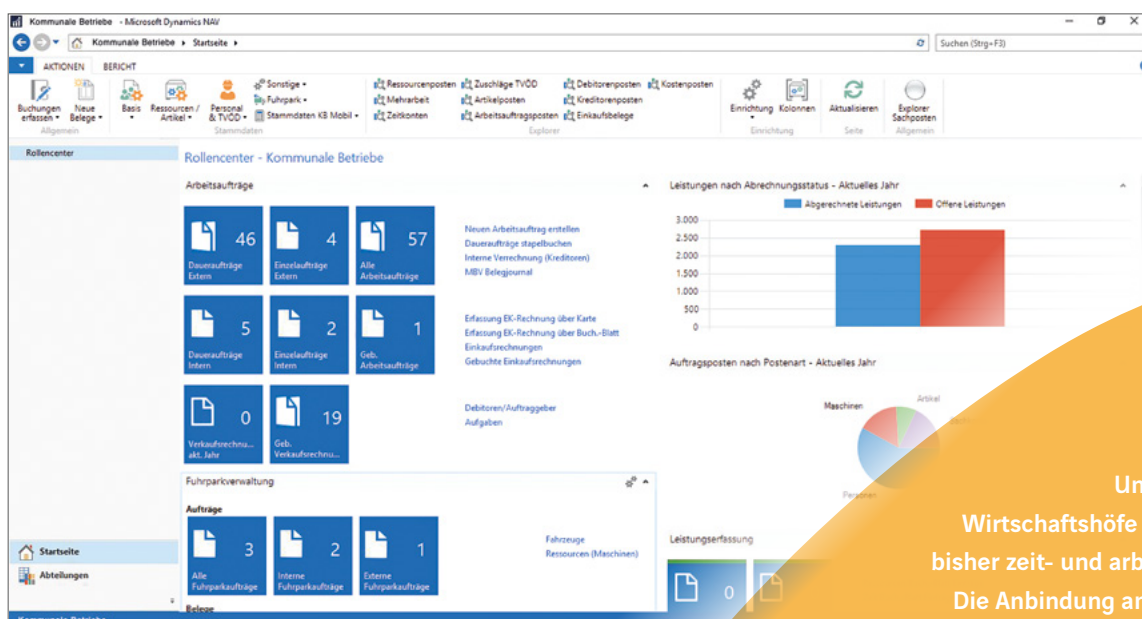 Kommunale Betriebe - Microsoft Dynamics NAV
Kommunale Betriebe Startseite
Suchen (Strg+F3)
AKTIONEN BERICHT
Buchungen erfassen
Neue Belege
Basis
Ressourcen / Artikel
Personal & TVÖD
Sonstige
Fuhrpark
Stammdaten KB Mobil
Ressourcenposten
Mehrarbeit
Zeitkonten
Zuschläge TVÖD
Artikelposten
Arbeitsauftragsposten
Debitorenposten
Kreditorenposten
Einkaufsbelege
Kostenposten
Einrichtung
Kolonnen
Aktualisieren
Explorer Sachposten
Allgemein
Stammdaten
Explorer
Einrichtung
Seite
Allgemein
Rollencenter
Rollencenter - Kommunale Betriebe
Arbeitsaufträge
46
Daueraufträge
Extern
4
Einzelaufträge
Extern
57
Alle
Arbeitsaufträge
Neuen Arbeitsauftrag erstellen
Daueraufträge stapelbuchen
Interne Verrechnung (Kreditoren)
MBV Belegjournal
5
Daueraufträge
Intern
2
Einzelaufträge
Intern
1
Geb.
Arbeitsaufträge
Erfassung EK-Rechnung über Karte
Erfassung EK-Rechnung über Buch.-Blatt
Einkaufsrechnungen
Gebuchte Einkaufsrechnungen
0
Verkaufsrechnu...
akt. Jahr
19
Geb.
Verkaufsrechnu...
Debitoren/Auftraggeber
Aufgaben
Fuhrparkverwaltung
Aufträge
3
Alle
Fuhrparkaufträge
2
Interne
Fuhrparkaufträge
1
Externe
Fuhrparkaufträge
Fahrzeuge
Ressourcen (Maschinen)
Belege
Leistungen nach Abrechnungsstatus - Aktuelles Jahr
Abgerechnete Leistungen Offene Leistungen
3.000
2.500
2.000
1.500
1.000
500
0
Auftragsposten nach Postenart - Aktuelles Jahr
Maschinen
Artikel
Personen
Leistungserfassung
0
Startseite
Abteilungen
Kommunale Betriebe
Un
Wirtschaftshöfe
bisher zeit- und arb
Die Anbindung an